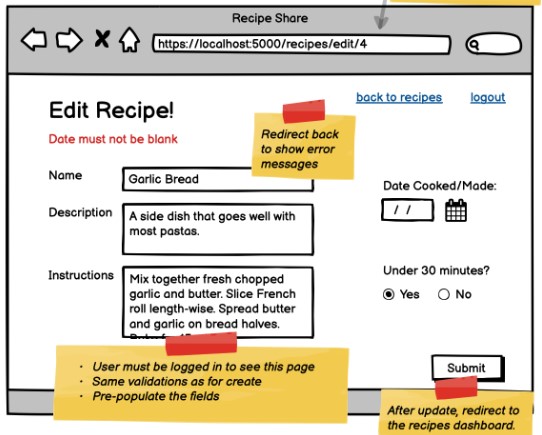 Recipe Share
https://localhost:5000/recipes/edit/4
back to recipes logout
Edit Recipe!
Date must not be blank
Redirect back
to show error
messages
Name
Garlic Bread
Description
A side dish that goes well with
most pastas.
Instructions
Mix together fresh chopped
garlic and butter. Slice French
roll length-wise. Spread butter
and garlic on bread halves.
Date Cooked/Made:
/ /
Under 30 minutes?
Yes No
Submit
· User must be logged in to see this page
· Same validations as for create
· Pre-populate the fields
After update, redirect to
the recipes dashboard.